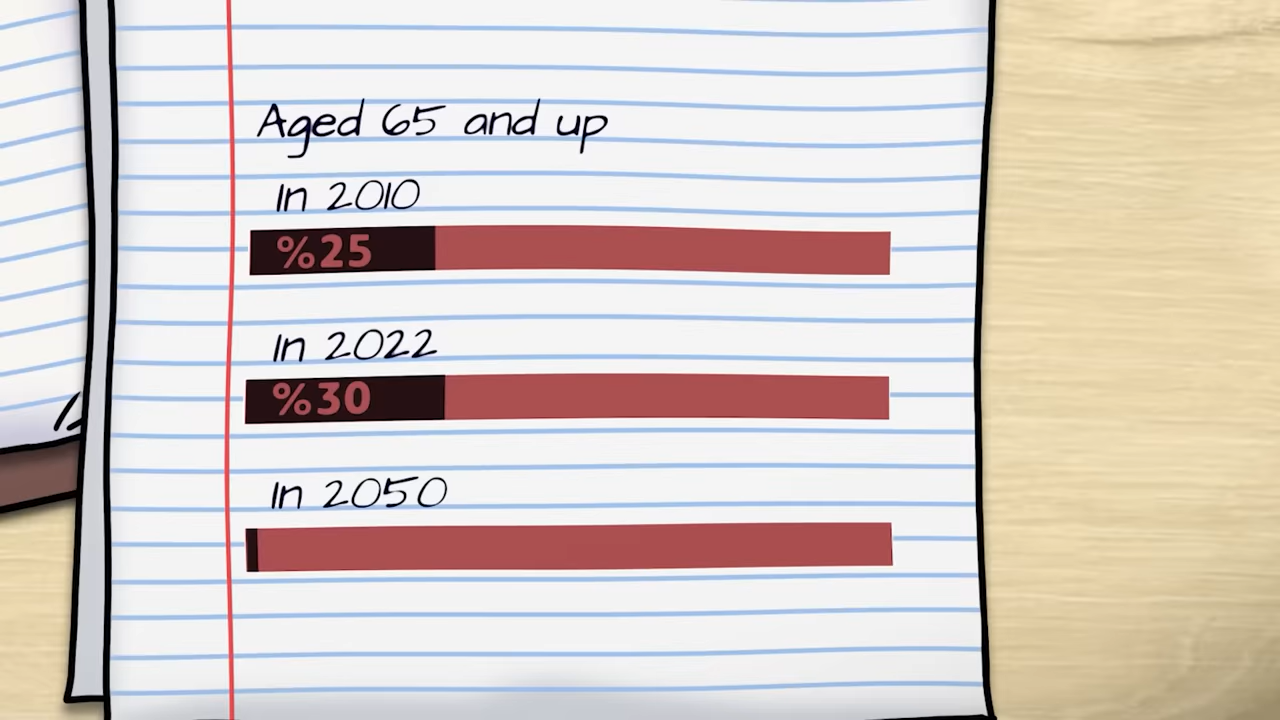 Aged 65 and up
In 2010
%25
In 2022
%30
In 2050